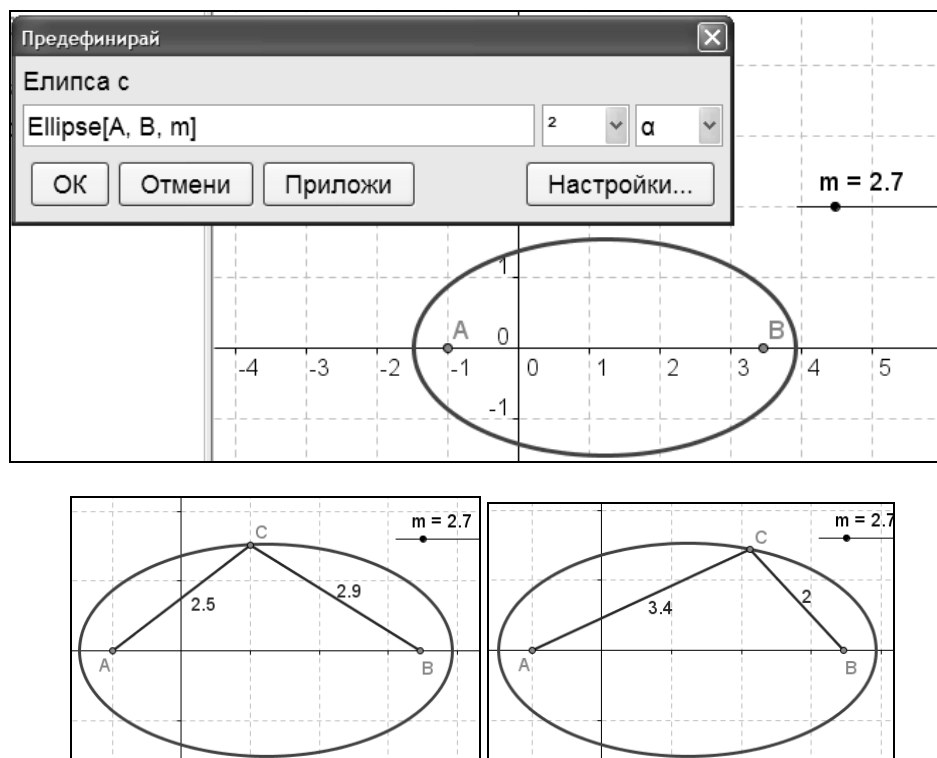 Предефинирай
Елипса с
Ellipse[A, B, m]
²
α
ОК
Отмени
Приложи
Настройки...
m = 2.7
1
A
0
B
-4
-3
-2
-1
0
1
2
3
4
5
-1
m = 2.7
C
2.5
2.9
A
B
m = 2.7
C
3.4
2
A
B